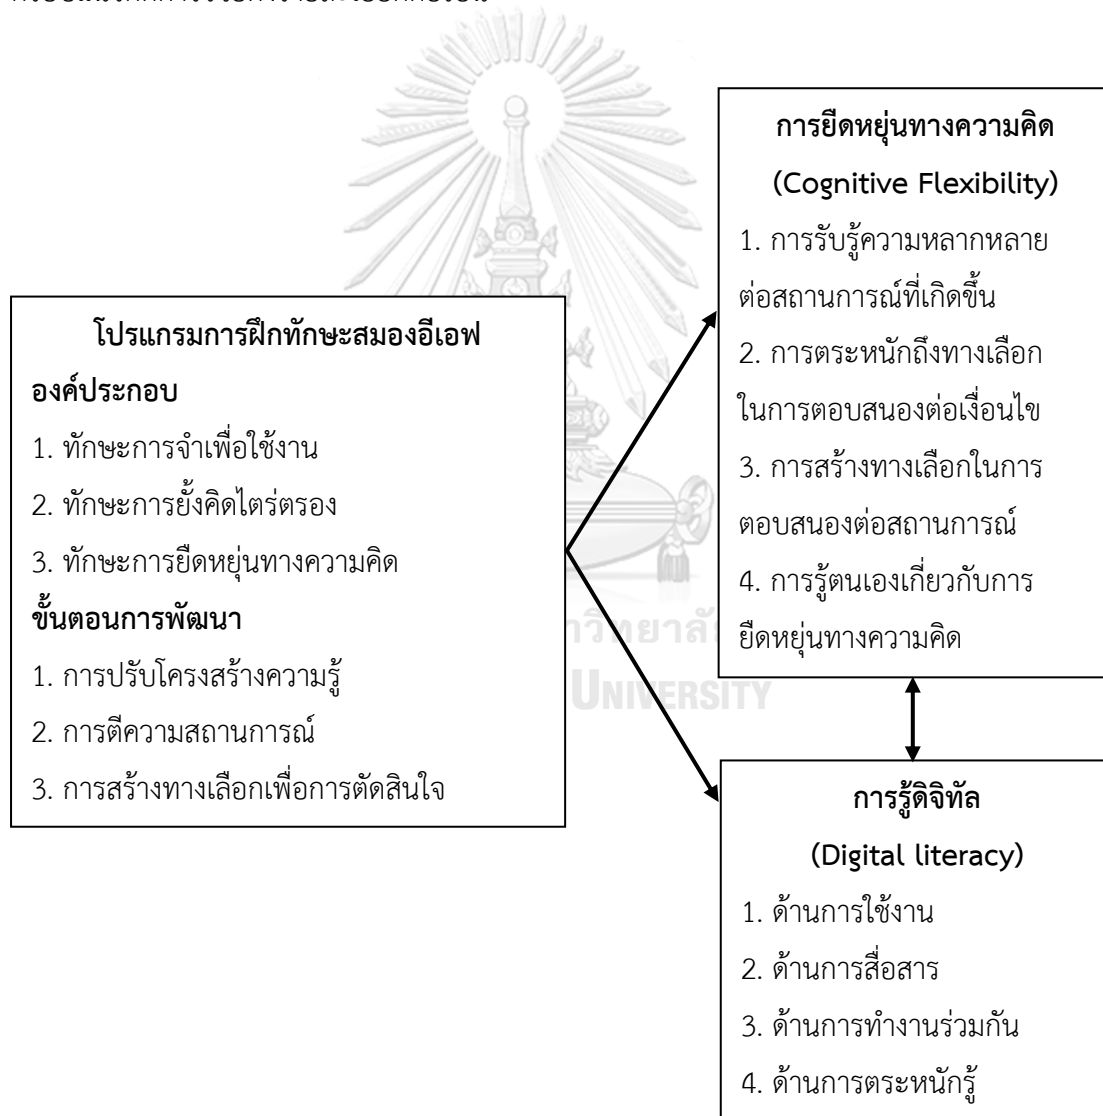 โปรแกรมการฝึกทักษะสมองอีเอฟ
องค์ประกอบ
1. ทักษะการจำเพื่อใช้งาน
2. ทักษะการยั้งคิดไตร่ตรอง
3. ทักษะการยืดหยุ่นทางความคิด
ขั้นตอนการพัฒนา
1. การปรับโครงสร้างความรู้
2. การตีความสถานการณ์
3. การสร้างทางเลือกเพื่อการตัดสินใจ
การยืดหยุ่นทางความคิด
(Cognitive Flexibility)
1. การรับรู้ความหลากหลาย
ต่อสถานการณ์ที่เกิดขึ้น
2. การตระหนักถึงทางเลือก
ในการตอบสนองต่อเงื่อนไข
3. การสร้างทางเลือกในการ
ตอบสนองต่อสถานการณ์
4. การรู้ตนเองเกี่ยวกับการ
ยืดหยุ่นทางความคิด
UNIVERSITY
การรู้ดิจิทัล
(Digital literacy)
1. ด้านการใช้งาน
2. ด้านการสื่อสาร
3. ด้านการทำงานร่วมกัน
4. ด้านการตระหนักรู้